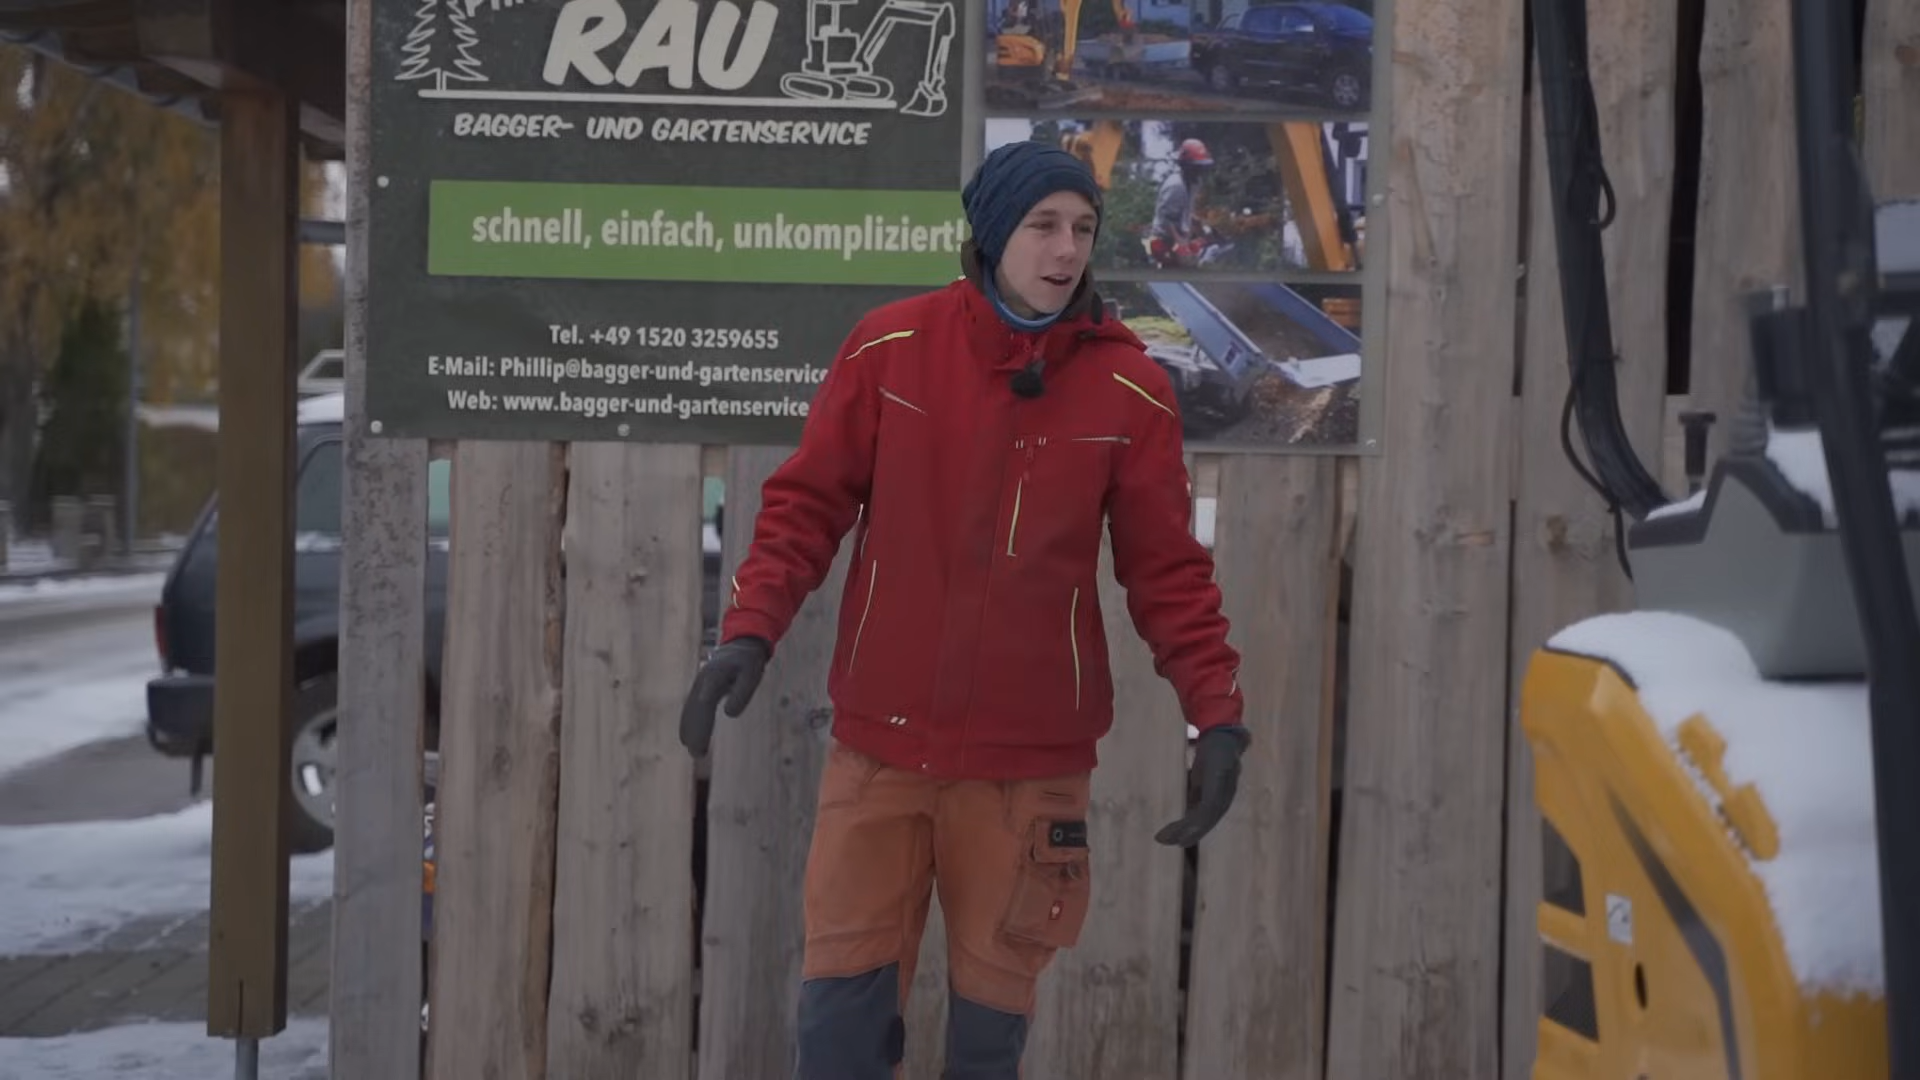 RAU
BAGGER- UND GARTENSERVICE
schnell, einfach, unkompliziert!
Tel. +49 1520 3259655
E-Mail: Phillip@bagger-und-gartenservice
Web: www.bagger-und-gartenservice